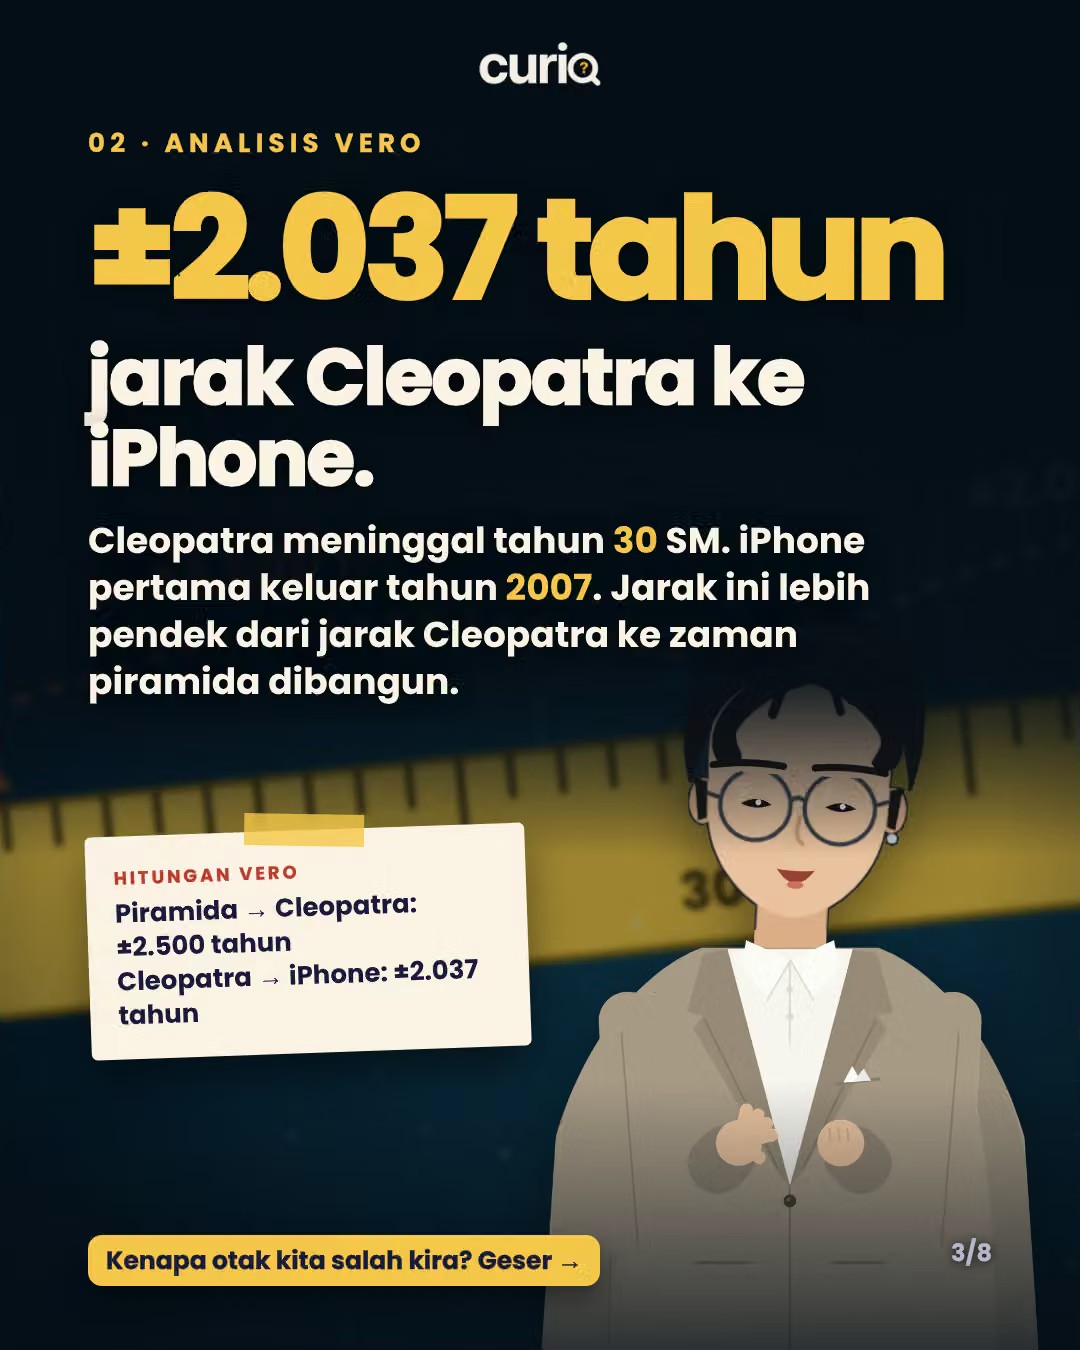 curiQ?
02 · ANALISIS VERO
±2.037 tahun
jarak Cleopatra ke
iPhone.
Cleopatra meninggal tahun 30 SM. iPhone
pertama keluar tahun 2007. Jarak ini lebih
pendek dari jarak Cleopatra ke zaman
piramida dibangun.
30
HITUNGAN VERO
Piramida → Cleopatra:
±2.500 tahun
Cleopatra → iPhone: ±2.037
tahun
Kenapa otak kita salah kira? Geser →
3/8